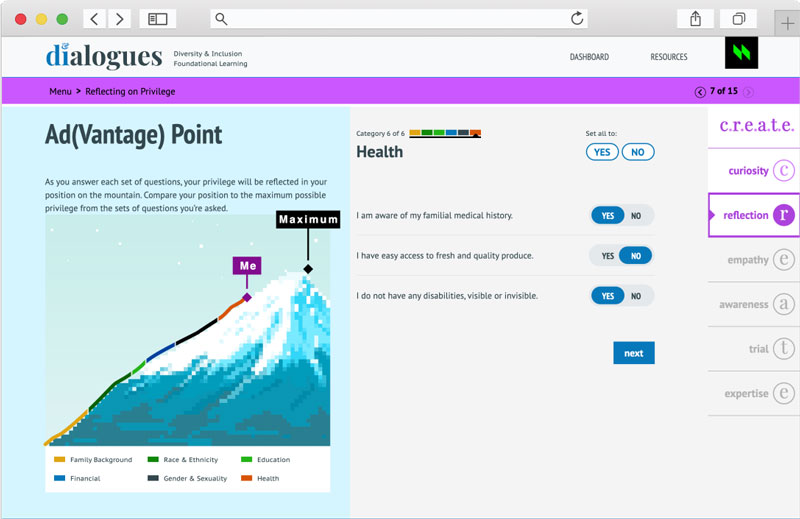 dialogues
&
Diversity & Inclusion
Foundational Learning
DASHBOARD
RESOURCES
Menu > Reflecting on Privilege
7 of 15
Ad(Vantage) Point
As you answer each set of questions, your privilege will be reflected in your
position on the mountain. Compare your position to the maximum possible
privilege from the sets of questions you're asked.
Maximum
Me
Family Background
Race & Ethnicity
Education
Financial
Gender & Sexuality
Health
Category 6 of 6
Health
Set all to:
YES
NO
I am aware of my familial medical history.
YES NO
I have easy access to fresh and quality produce.
YES NO
I do not have any disabilities, visible or invisible.
YES NO
next
c.r.e.a.t.e.
curiosity c
reflection r
empathy e
awareness a
trial t
expertise e